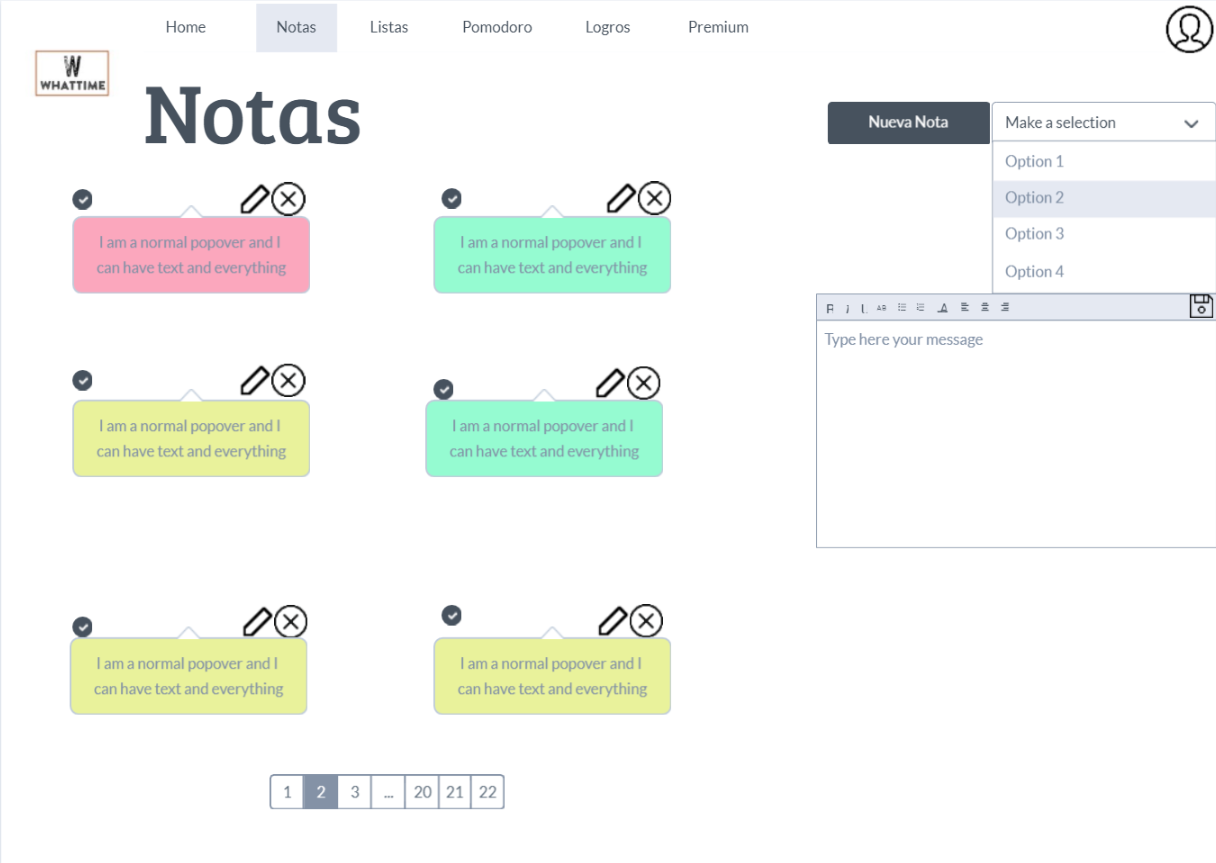 Home
Notas
Listas
Pomodoro
Logros
Premium
W
WHATTIME
Notas
Nueva Nota
Make a selection
Option 1
Option 2
Option 3
Option 4
I am a normal popover and I
can have text and everything
I am a normal popover and I
can have text and everything
Type here your message
I am a normal popover and I
can have text and everything
I am a normal popover and I
can have text and everything
I am a normal popover and I
can have text and everything
I am a normal popover and I
can have text and everything
1 2 3 ... 20 21 22